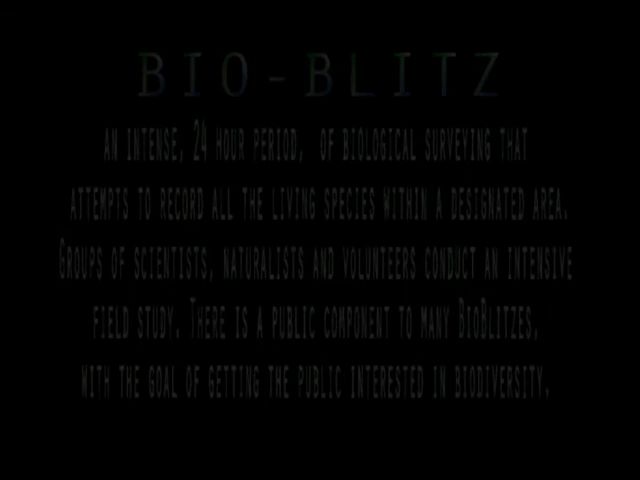 BIO-BLITZ
AN INTENSE, 24 HOUR PERIOD, OF BIOLOGICAL SURVEYING THAT
ATTEMPTS TO RECORD ALL THE LIVING SPECIES WITHIN A DESIGNATED AREA.
GROUPS OF SCIENTISTS, NATURALISTS AND VOLUNTEERS CONDUCT AN INTENSIVE
FIELD STUDY. THERE IS A PUBLIC COMPONENT TO MANY BIOBLITZES,
WITH THE GOAL OF GETTING THE PUBLIC INTERESTED IN BIODIVERSITY.